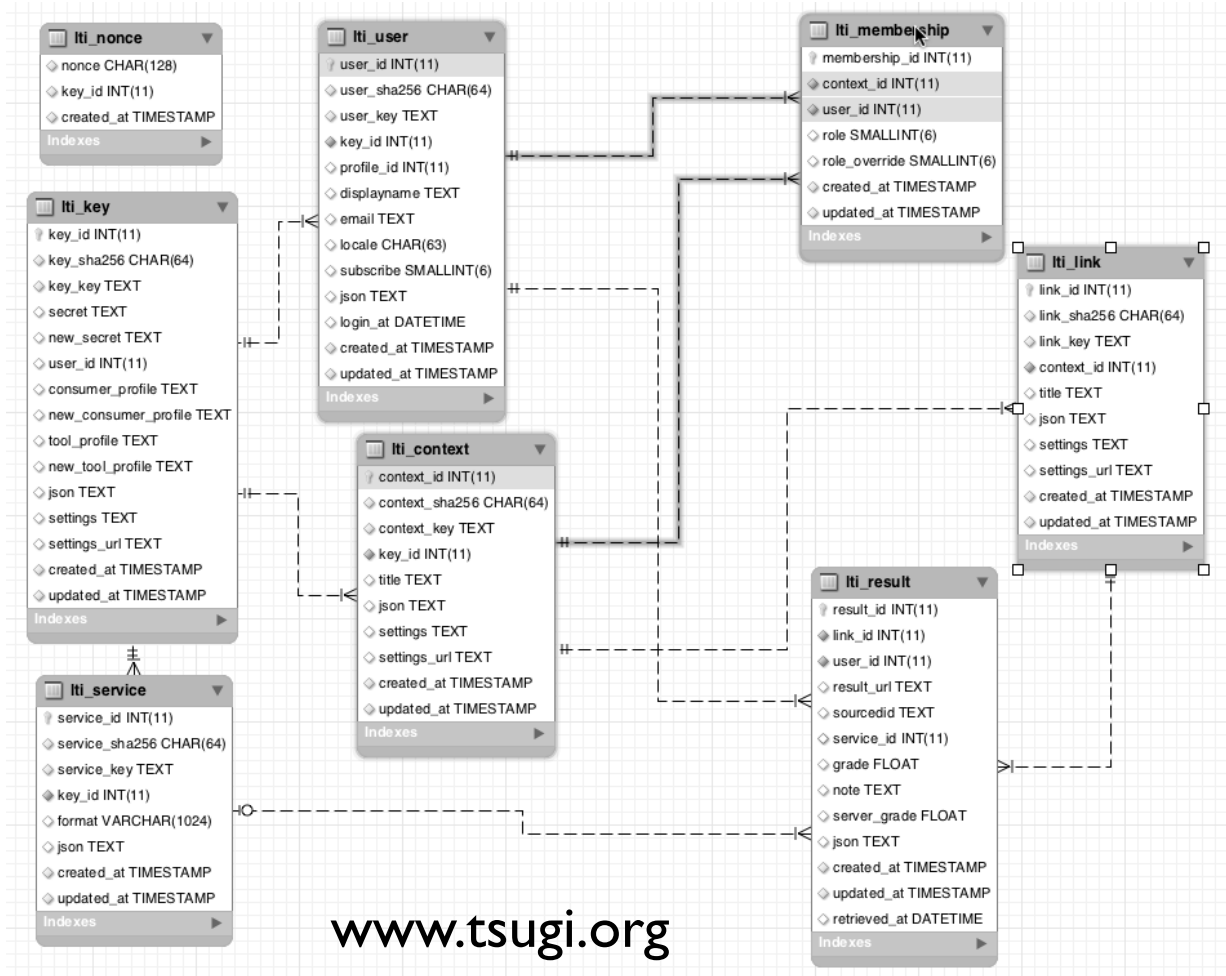 lti_nonce
nonce CHAR(128)
key_id INT(11)
created_at TIMESTAMP
Indexes
lti_key
key_id INT(11)
key_sha256 CHAR(64)
key_key TEXT
secret TEXT
new_secret TEXT
user_id INT(11)
consumer_profile TEXT
new_consumer_profile TEXT
tool_profile TEXT
new_tool_profile TEXT
json TEXT
settings TEXT
settings_url TEXT
created_at TIMESTAMP
updated_at TIMESTAMP
Indexes
lti_service
service_id INT(11)
service_sha256 CHAR(64)
service_key TEXT
key_id INT(11)
format VARCHAR(1024)
json TEXT
created_at TIMESTAMP
updated_at TIMESTAMP
Indexes
lti_user
user_id INT(11)
user_sha256 CHAR(64)
user_key TEXT
key_id INT(11)
profile_id INT(11)
displayname TEXT
email TEXT
locale CHAR(63)
subscribe SMALLINT(6)
json TEXT
login_at DATETIME
created_at TIMESTAMP
updated_at TIMESTAMP
Indexes
lti_context
context_id INT(11)
context_sha256 CHAR(64)
context_key TEXT
key_id INT(11)
title TEXT
json TEXT
settings TEXT
settings_url TEXT
created_at TIMESTAMP
updated_at TIMESTAMP
Indexes
lti_membership
membership_id INT(11)
context_id INT(11)
user_id INT(11)
role SMALLINT(6)
role_override SMALLINT(6)
created_at TIMESTAMP
updated_at TIMESTAMP
Indexes
lti_link
link_id INT(11)
link_sha256 CHAR(64)
link_key TEXT
context_id INT(11)
title TEXT
json TEXT
settings TEXT
settings_url TEXT
created_at TIMESTAMP
updated_at TIMESTAMP
Indexes
lti_result
result_id INT(11)
link_id INT(11)
user_id INT(11)
result_url TEXT
sourcedid TEXT
service_id INT(11)
grade FLOAT
note TEXT
server_grade FLOAT
json TEXT
created_at TIMESTAMP
updated_at TIMESTAMP
retrieved_at DATETIME
Indexes
www.tsugi.org